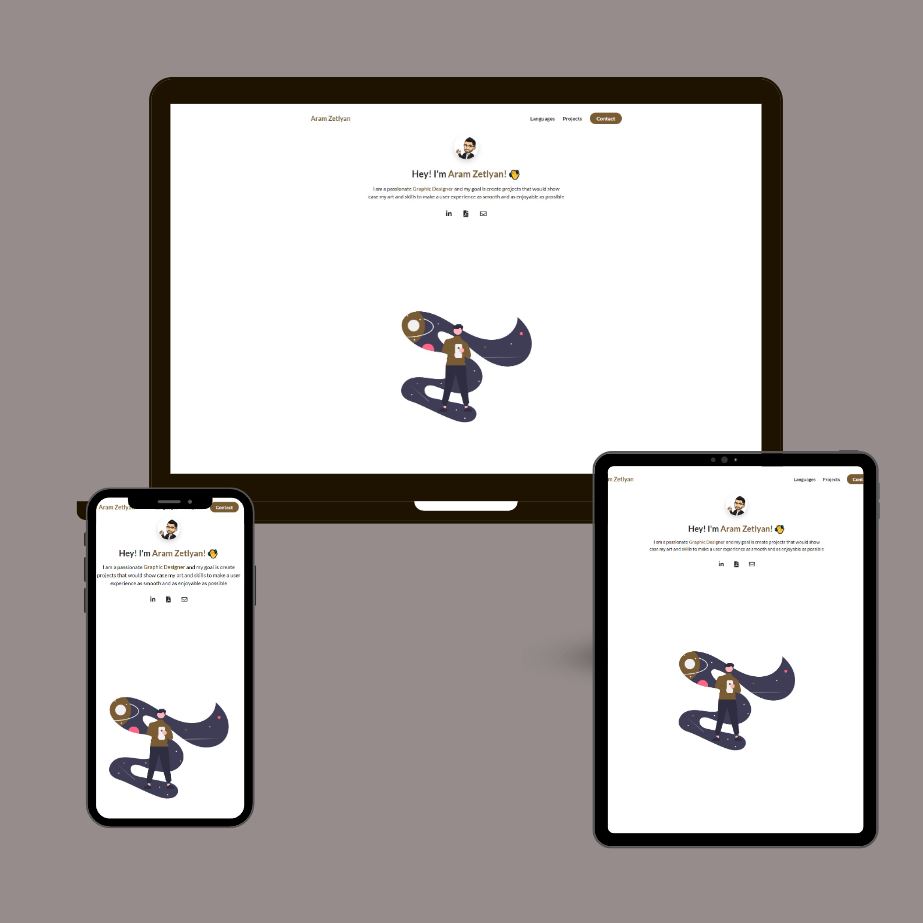 Aram Zetlyan
Languages Projects Contact
Hey! I'm Aram Zetlyan!
I am a passionate Graphic Designer and my goal is create projects that would show
case my art and skills to make a user experience as smooth and as enjoyable as possible
in
Aram Zetly
Contact
Hey! I'm Aram Zetlyan!
I am a passionate Graphic Designer and my goal is create
projects that would show case my art and skills to make a user
experience as smooth and as enjoyable as possible
in
m Zetlyan
Languages Projects Cont
Hey! I'm Aram Zetlyan!
I am a passionate Graphic Designer and my goal is create projects that would show
case my art and skills to make a user experience as smooth and as enjoyable as possible
in